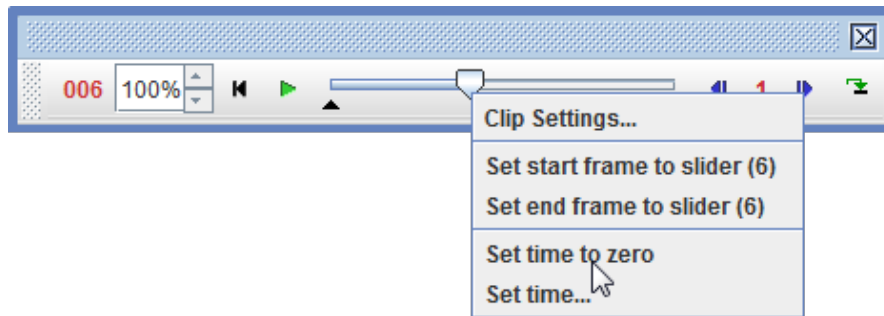 006 100% 1
Clip Settings...
Set start frame to slider (6)
Set end frame to slider (6)
Set time to zero
Set time...